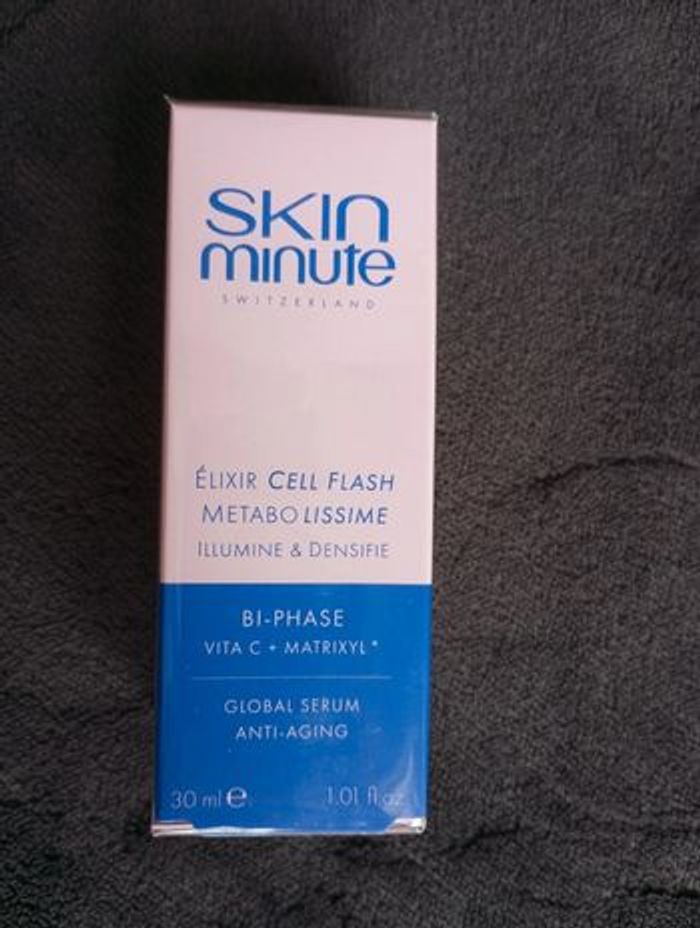 SKIN
minute
SWITZERLAND
ÉLIXIR CELL FLASH
METABOLISSIME
ILLUMINE & DENSIFIE
BI-PHASE
VITA C + MATRIXYL*
GLOBAL SERUM
ANTI-AGING
30 ml e 1.01 fl oz